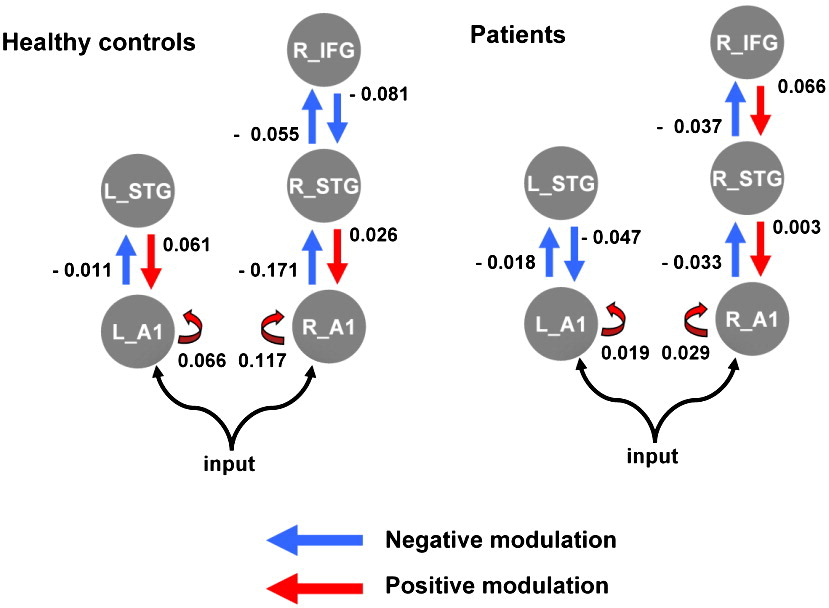 Healthy controls
Patients
R_IFG
- 0.081
- 0.055
R_STG
L_STG
0.061
- 0.011
0.026
- 0.171
L_A1
R_A1
0.066
0.117
input
R_IFG
0.066
- 0.037
R_STG
L_STG
- 0.047
- 0.018
0.003
- 0.033
L_A1
R_A1
0.019
0.029
input
Negative modulation
Positive modulation